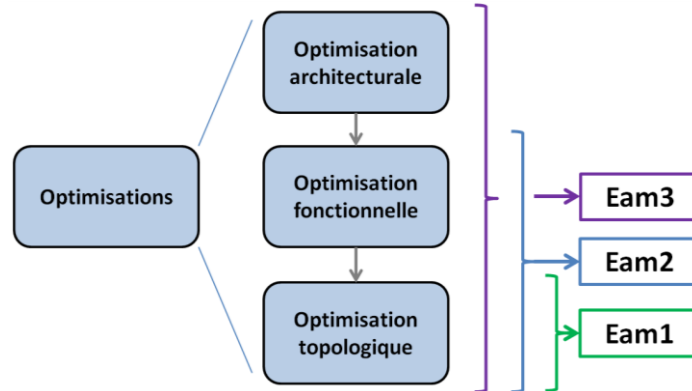 Optimisation
architecturale
Optimisations
Optimisation
fonctionnelle
Optimisation
topologique
Eam3
Eam2
Eam1